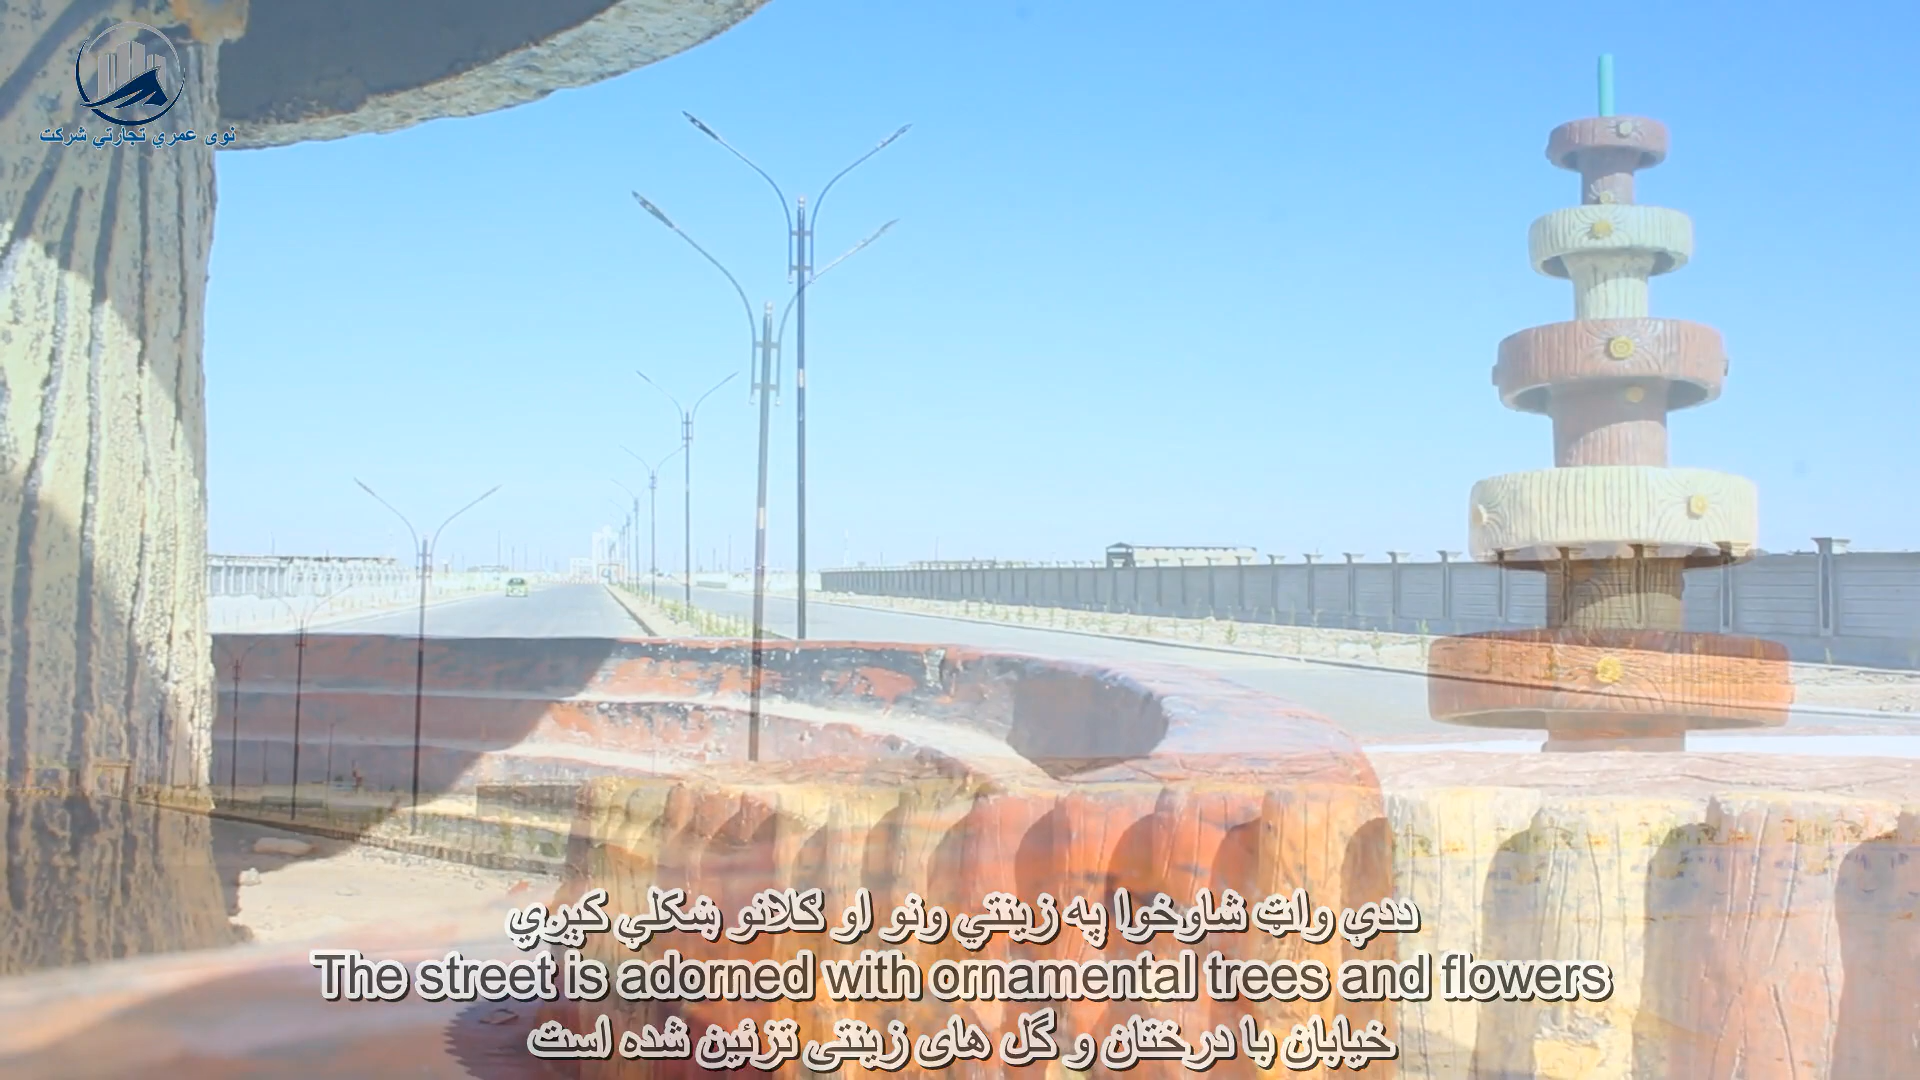 نوی عمري تجارتي شرکت
ددې واټ شاوخوا په زينتي ونو او ګلانو ښکلې کيږي
The street is adorned with ornamental trees and flowers
خیابان با درختان و گل های زینتی تزئین شده است